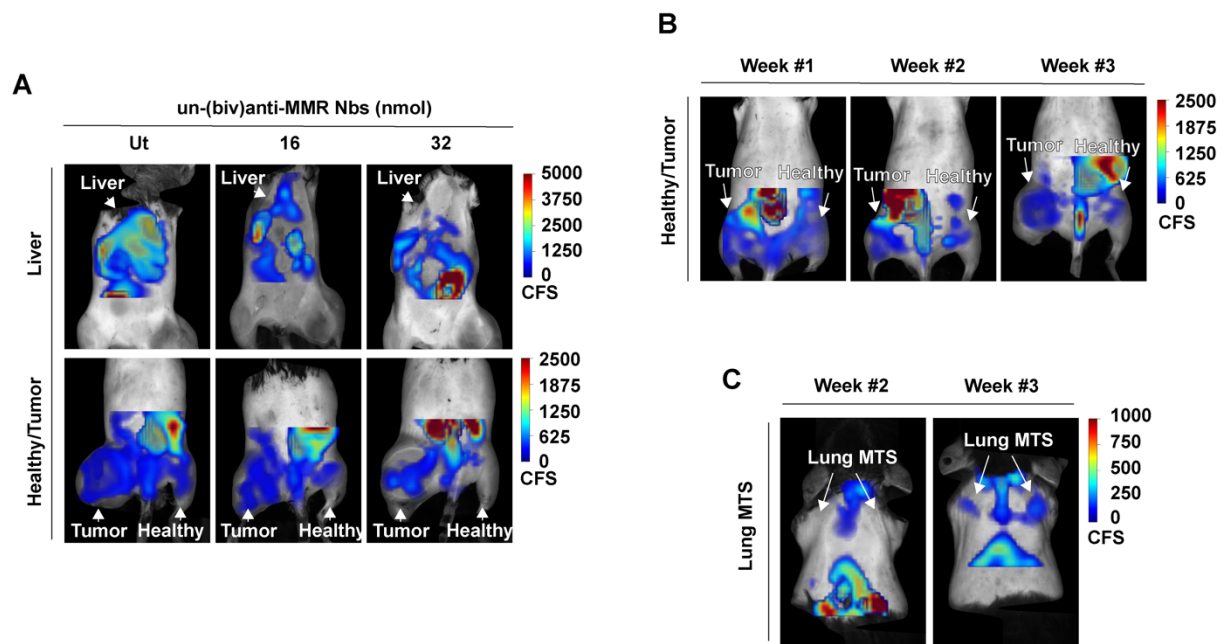 A
un-(biv)anti-MMR Nbs (nmol)
Ut 16 32
Liver
Liver Liver Liver
5000
3750
2500
1250
0
CFS
Healthy/Tumor
2500
1875
1250
625
0
CFS
Tumor Healthy Tumor Healthy Tumor Healthy
B
Week #1 Week #2 Week #3
Healthy/Tumor
Tumor Healthy Tumor Healthy Tumor Healthy
2500
1875
1250
625
0
CFS
C
Week #2 Week #3
Lung MTS
Lung MTS Lung MTS
1000
750
500
250
0
CFS